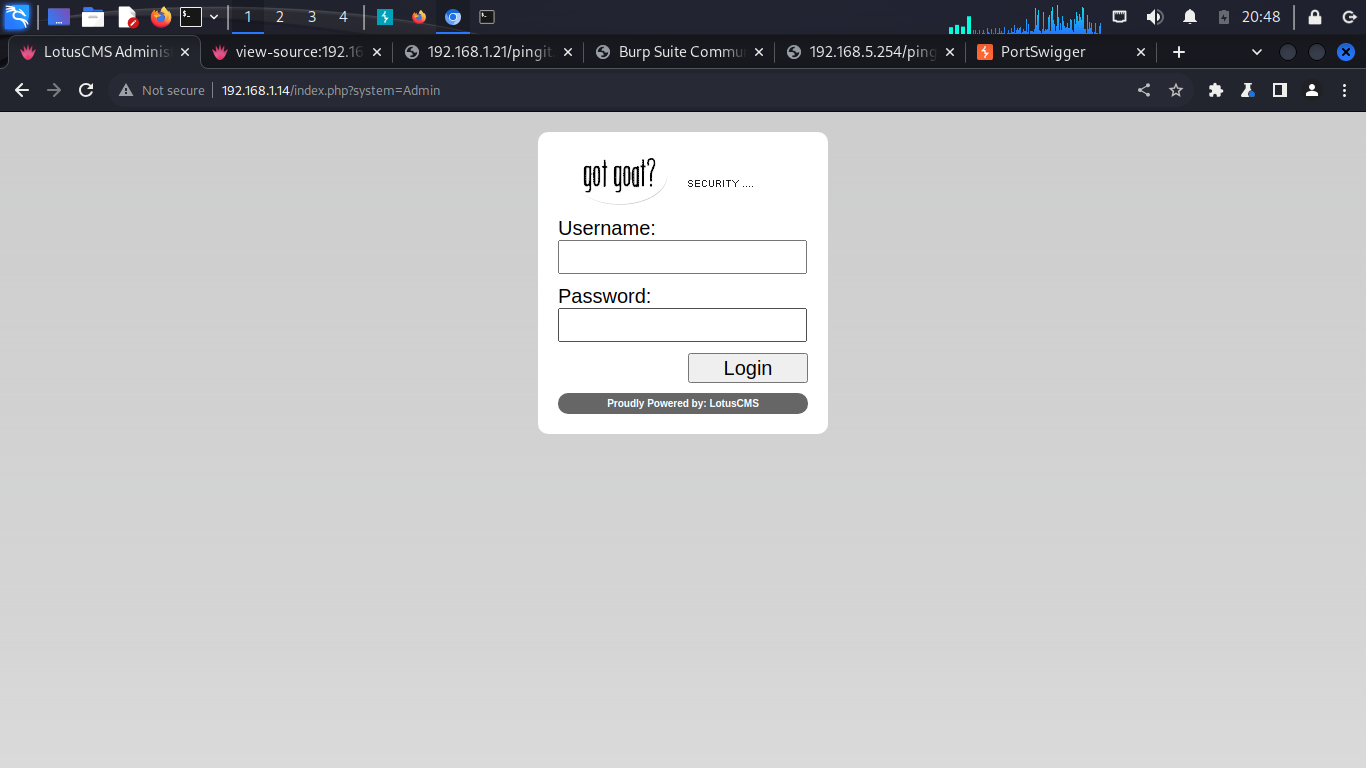 1 2 3 4 20:48
LotusCMS Adminis view-source:192.16 192.168.1.21/pingit. Burp Suite Commu 192.168.5.254/ping PortSwigger
Not secure 192.168.1.14/index.php?system=Admin
got goat? SECURITY ....
Username:
Password:
Login
Proudly Powered by: LotusCMS